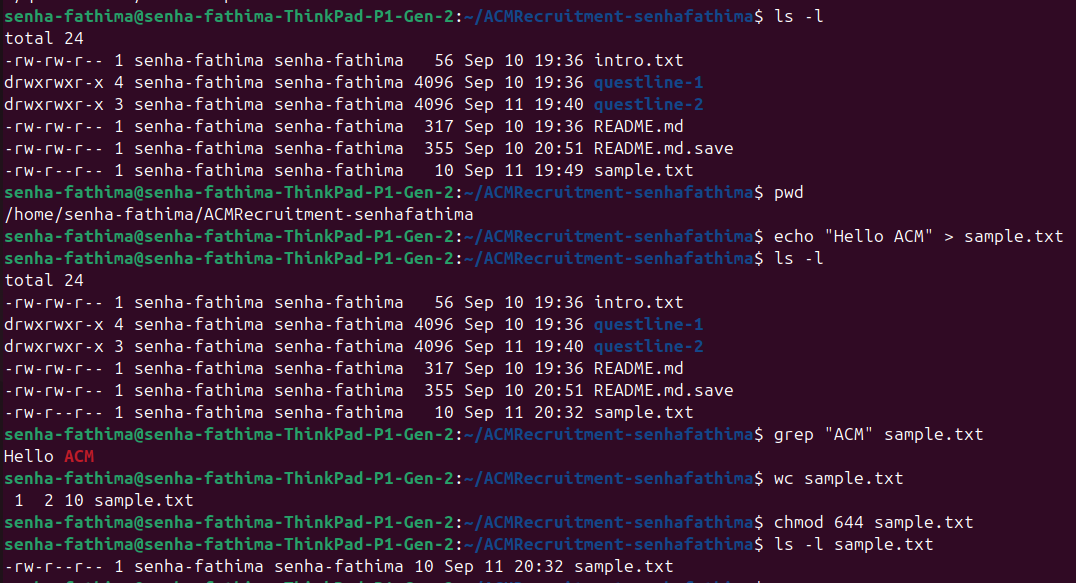 senha-fathima@senha-fathima-ThinkPad-P1-Gen-2:~/ACMRecruitment-senhafathima$ ls -l
total 24
-rw-rw-r-- 1 senha-fathima senha-fathima   56 Sep 10 19:36 intro.txt
drwxrwxr-x 4 senha-fathima senha-fathima 4096 Sep 10 19:36 questline-1
drwxrwxr-x 3 senha-fathima senha-fathima 4096 Sep 11 19:40 questline-2
-rw-rw-r-- 1 senha-fathima senha-fathima  317 Sep 10 19:36 README.md
-rw-rw-r-- 1 senha-fathima senha-fathima  355 Sep 10 20:51 README.md.save
-rw-r--r-- 1 senha-fathima senha-fathima   10 Sep 11 19:49 sample.txt
senha-fathima@senha-fathima-ThinkPad-P1-Gen-2:~/ACMRecruitment-senhafathima$ pwd
/home/senha-fathima/ACMRecruitment-senhafathima
senha-fathima@senha-fathima-ThinkPad-P1-Gen-2:~/ACMRecruitment-senhafathima$ echo "Hello ACM" > sample.txt
senha-fathima@senha-fathima-ThinkPad-P1-Gen-2:~/ACMRecruitment-senhafathima$ ls -l
total 24
-rw-rw-r-- 1 senha-fathima senha-fathima   56 Sep 10 19:36 intro.txt
drwxrwxr-x 4 senha-fathima senha-fathima 4096 Sep 10 19:36 questline-1
drwxrwxr-x 3 senha-fathima senha-fathima 4096 Sep 11 19:40 questline-2
-rw-rw-r-- 1 senha-fathima senha-fathima  317 Sep 10 19:36 README.md
-rw-rw-r-- 1 senha-fathima senha-fathima  355 Sep 10 20:51 README.md.save
-rw-r--r-- 1 senha-fathima senha-fathima   10 Sep 11 20:32 sample.txt
senha-fathima@senha-fathima-ThinkPad-P1-Gen-2:~/ACMRecruitment-senhafathima$ grep "ACM" sample.txt
Hello ACM
senha-fathima@senha-fathima-ThinkPad-P1-Gen-2:~/ACMRecruitment-senhafathima$ wc sample.txt
 1  2 10 sample.txt
senha-fathima@senha-fathima-ThinkPad-P1-Gen-2:~/ACMRecruitment-senhafathima$ chmod 644 sample.txt
senha-fathima@senha-fathima-ThinkPad-P1-Gen-2:~/ACMRecruitment-senhafathima$ ls -l sample.txt
-rw-r--r-- 1 senha-fathima senha-fathima 10 Sep 11 20:32 sample.txt